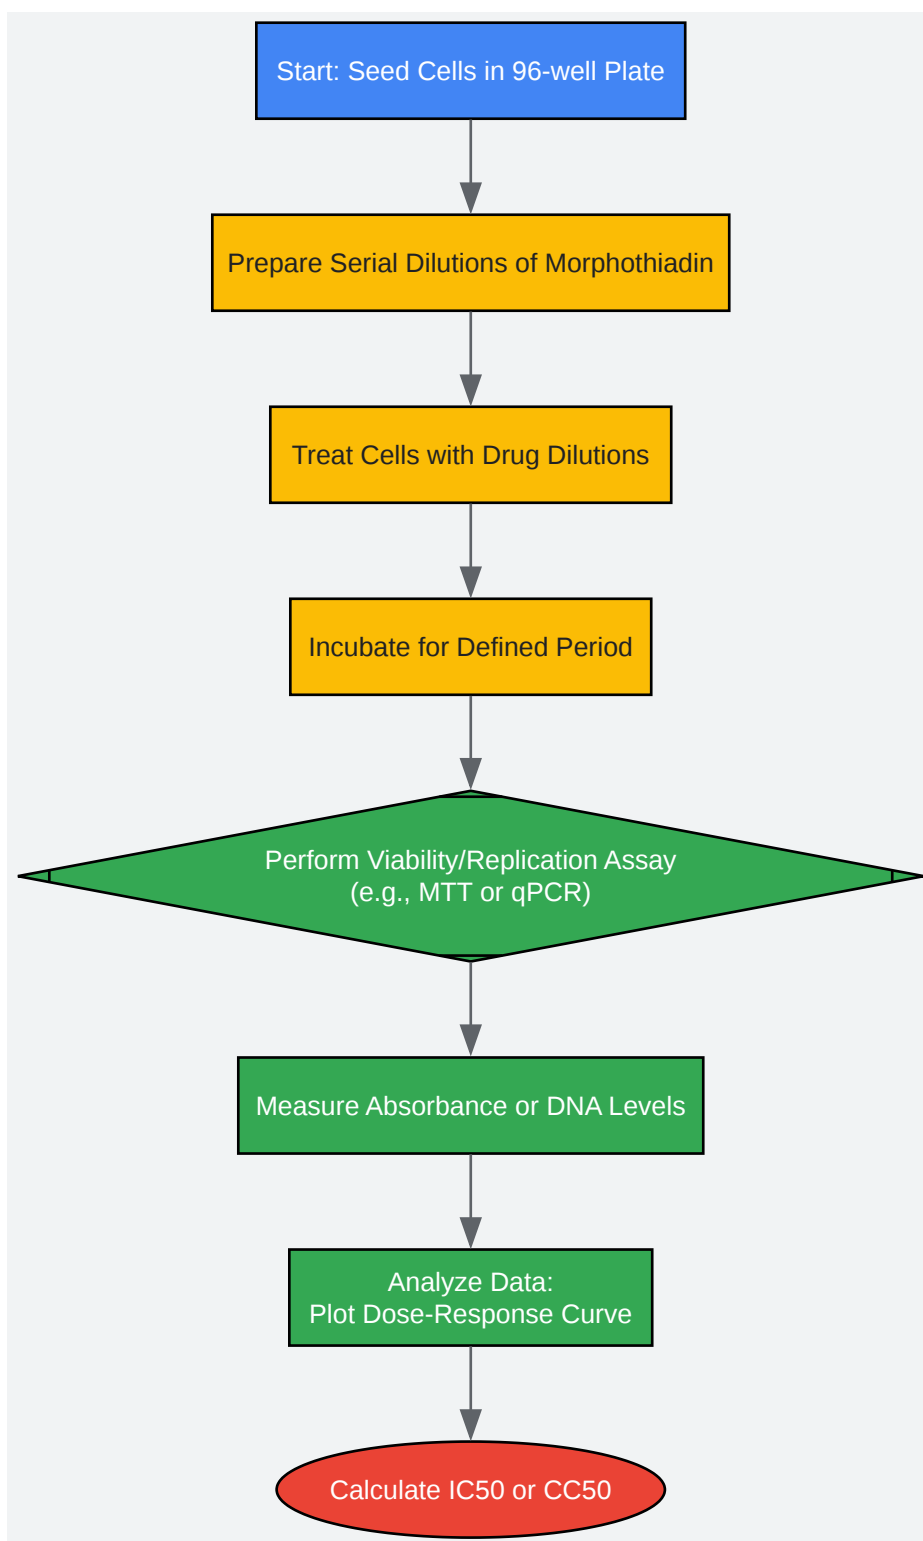 Start: Seed Cells in 96-well Plate
Prepare Serial Dilutions of Morphothiadin
Treat Cells with Drug Dilutions
Incubate for Defined Period
Perform Viability/Replication Assay
(e.g., MTT or qPCR)
Measure Absorbance or DNA Levels
Analyze Data:
Plot Dose-Response Curve
Calculate IC50 or CC50